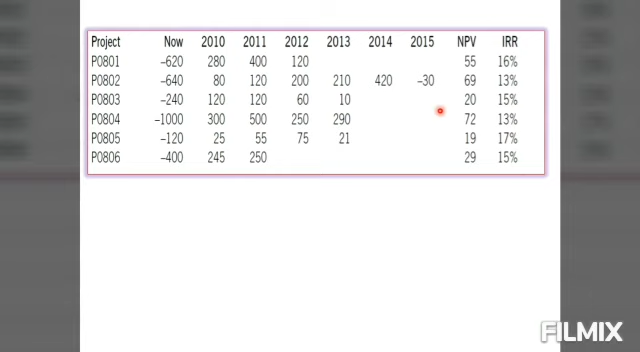 Project Now 2010 2011 2012 2013 2014 2015 NPV IRR
P0801 –620 280 400 120 55 16%
P0802 –640 80 120 200 210 420 –30 69 13%
P0803 –240 120 120 60 10 20 15%
P0804 –1000 300 500 250 290 72 13%
P0805 –120 25 55 75 21 19 17%
P0806 –400 245 250 29 15%
FILMIX